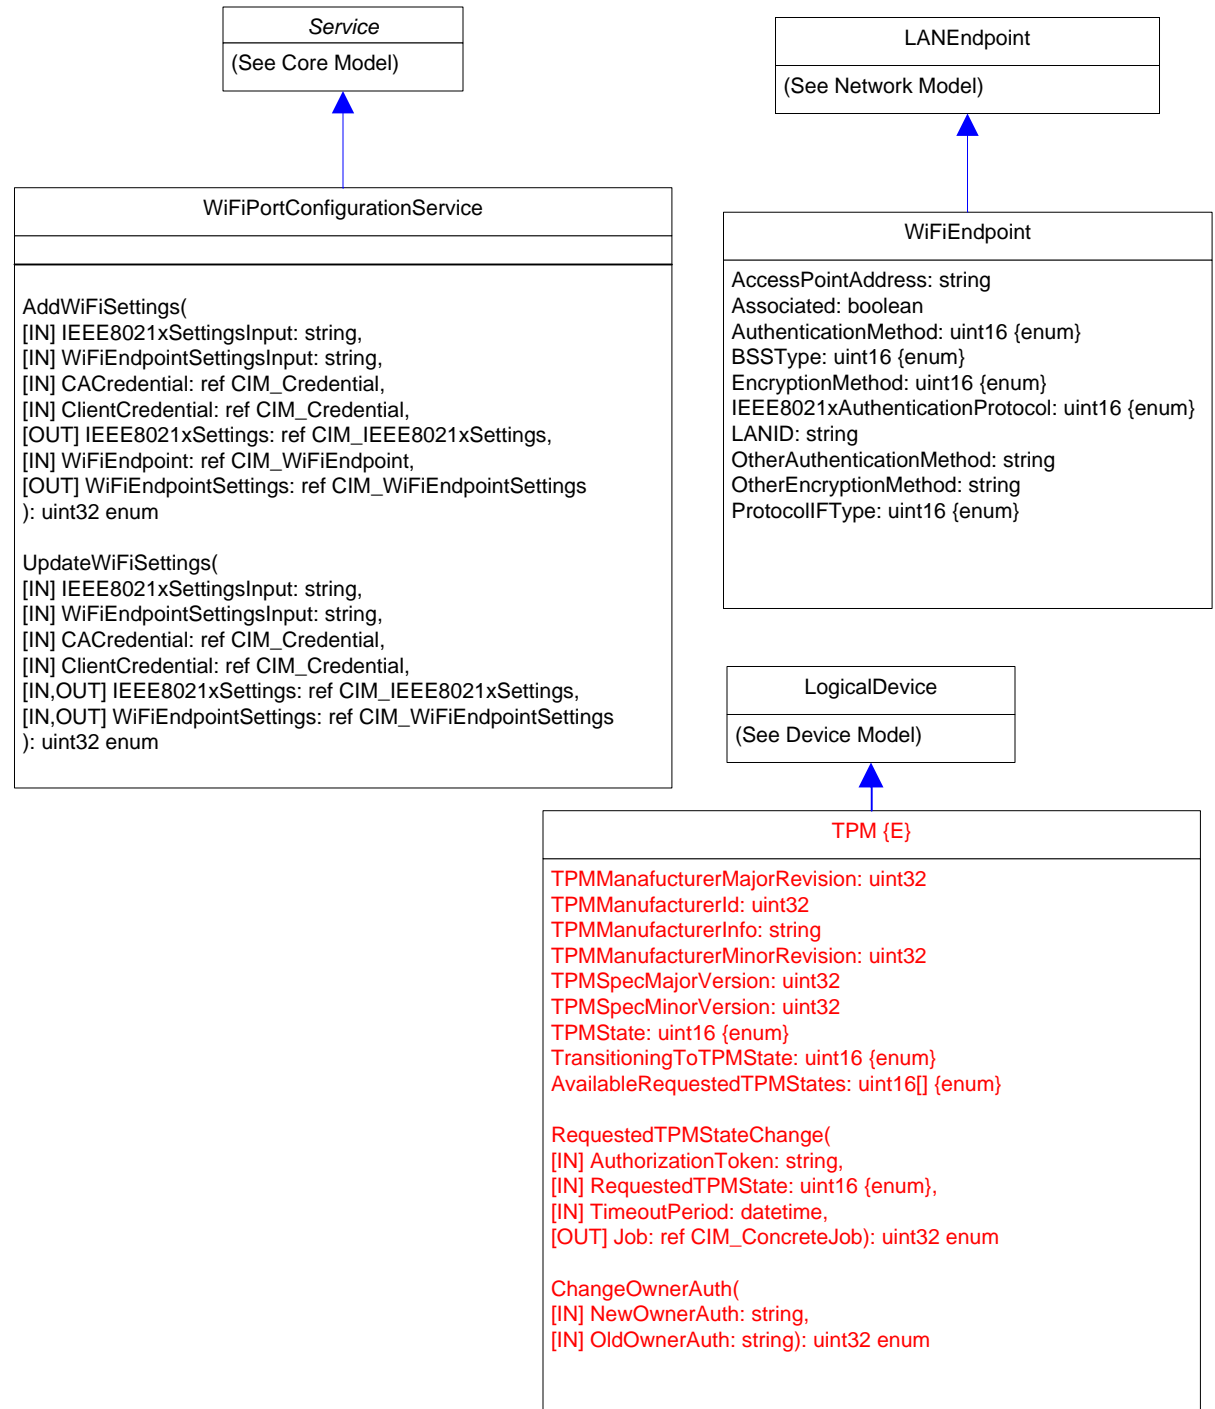 Service
(See Core Model)
LANEndpoint
(See Network Model)
WiFiPortConfigurationService
AddWiFiSettings(
[IN] IEEE8021xSettingsInput: string,
[IN] WiFiEndpointSettingsInput: string,
[IN] CACredential: ref CIM_Credential,
[IN] ClientCredential: ref CIM_Credential,
[OUT] IEEE8021xSettings: ref CIM_IEEE8021xSettings,
[IN] WiFiEndpoint: ref CIM_WiFiEndpoint,
[OUT] WiFiEndpointSettings: ref CIM_WiFiEndpointSettings
): uint32 enum
UpdateWiFiSettings(
[IN] IEEE8021xSettingsInput: string,
[IN] WiFiEndpointSettingsInput: string,
[IN] CACredential: ref CIM_Credential,
[IN] ClientCredential: ref CIM_Credential,
[IN,OUT] IEEE8021xSettings: ref CIM_IEEE8021xSettings,
[IN,OUT] WiFiEndpointSettings: ref CIM_WiFiEndpointSettings
): uint32 enum
WiFiEndpoint
AccessPointAddress: string
Associated: boolean
AuthenticationMethod: uint16 {enum}
BSSType: uint16 {enum}
EncryptionMethod: uint16 {enum}
IEEE8021xAuthenticationProtocol: uint16 {enum}
LANID: string
OtherAuthenticationMethod: string
OtherEncryptionMethod: string
ProtocolIFType: uint16 {enum}
LogicalDevice
(See Device Model)
TPM {E}
TPMManafucturerMajorRevision: uint32
TPMManufacturerId: uint32
TPMManufacturerInfo: string
TPMManufacturerMinorRevision: uint32
TPMSpecMajorVersion: uint32
TPMSpecMinorVersion: uint32
TPMState: uint16 {enum}
TransitioningToTPMState: uint16 {enum}
AvailableRequestedTPMStates: uint16[] {enum}
RequestedTPMStateChange(
[IN] AuthorizationToken: string,
[IN] RequestedTPMState: uint16 {enum},
[IN] TimeoutPeriod: datetime,
[OUT] Job: ref CIM_ConcreteJob): uint32 enum
ChangeOwnerAuth(
[IN] NewOwnerAuth: string,
[IN] OldOwnerAuth: string): uint32 enum